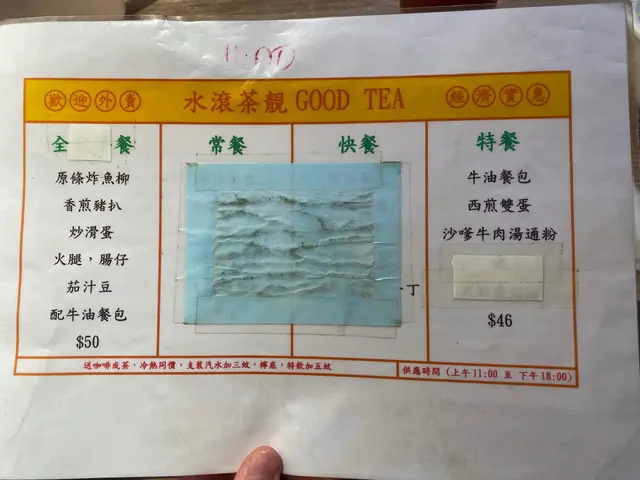 歡迎外賣 水滾茶靚 GOOD TEA 經濟實惠
全 餐
原條炸魚柳
香煎豬扒
炒滑蛋
火腿，腸仔
茄汁豆
配牛油餐包
$50
常餐
快餐
丁
特餐
牛油餐包
西煎雙蛋
沙嗲牛肉湯通粉
$46
送咖啡或茶，冷熱同價，支裝汽水加三蚊，檸底，特飲加五蚊
供應時間 (上午11:00 至 下午18:00)